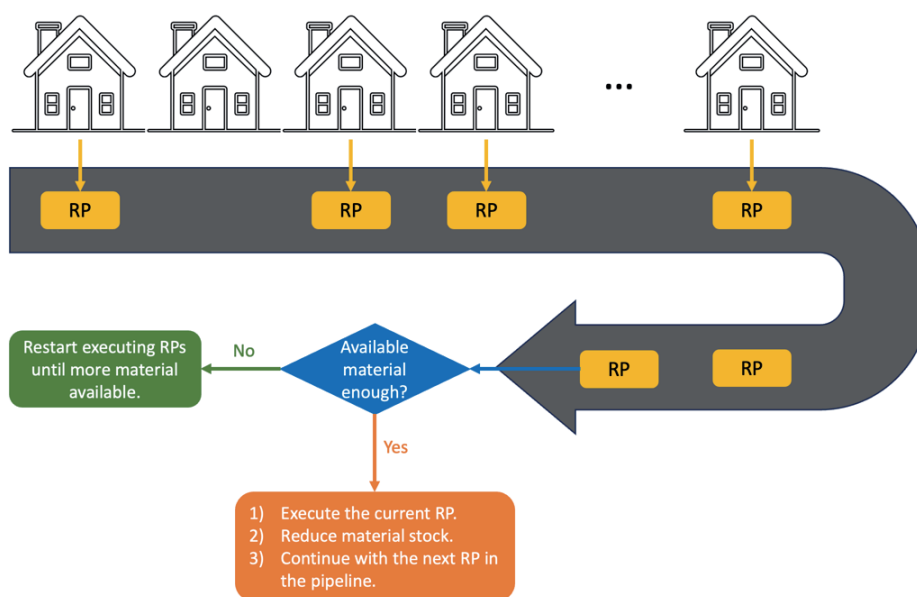 ...
RP
RP
RP
RP
Restart executing RPs
until more material
available.
No
Available
material
enough?
RP
RP
Yes
1) Execute the current RP.
2) Reduce material stock.
3) Continue with the next RP in
the pipeline.